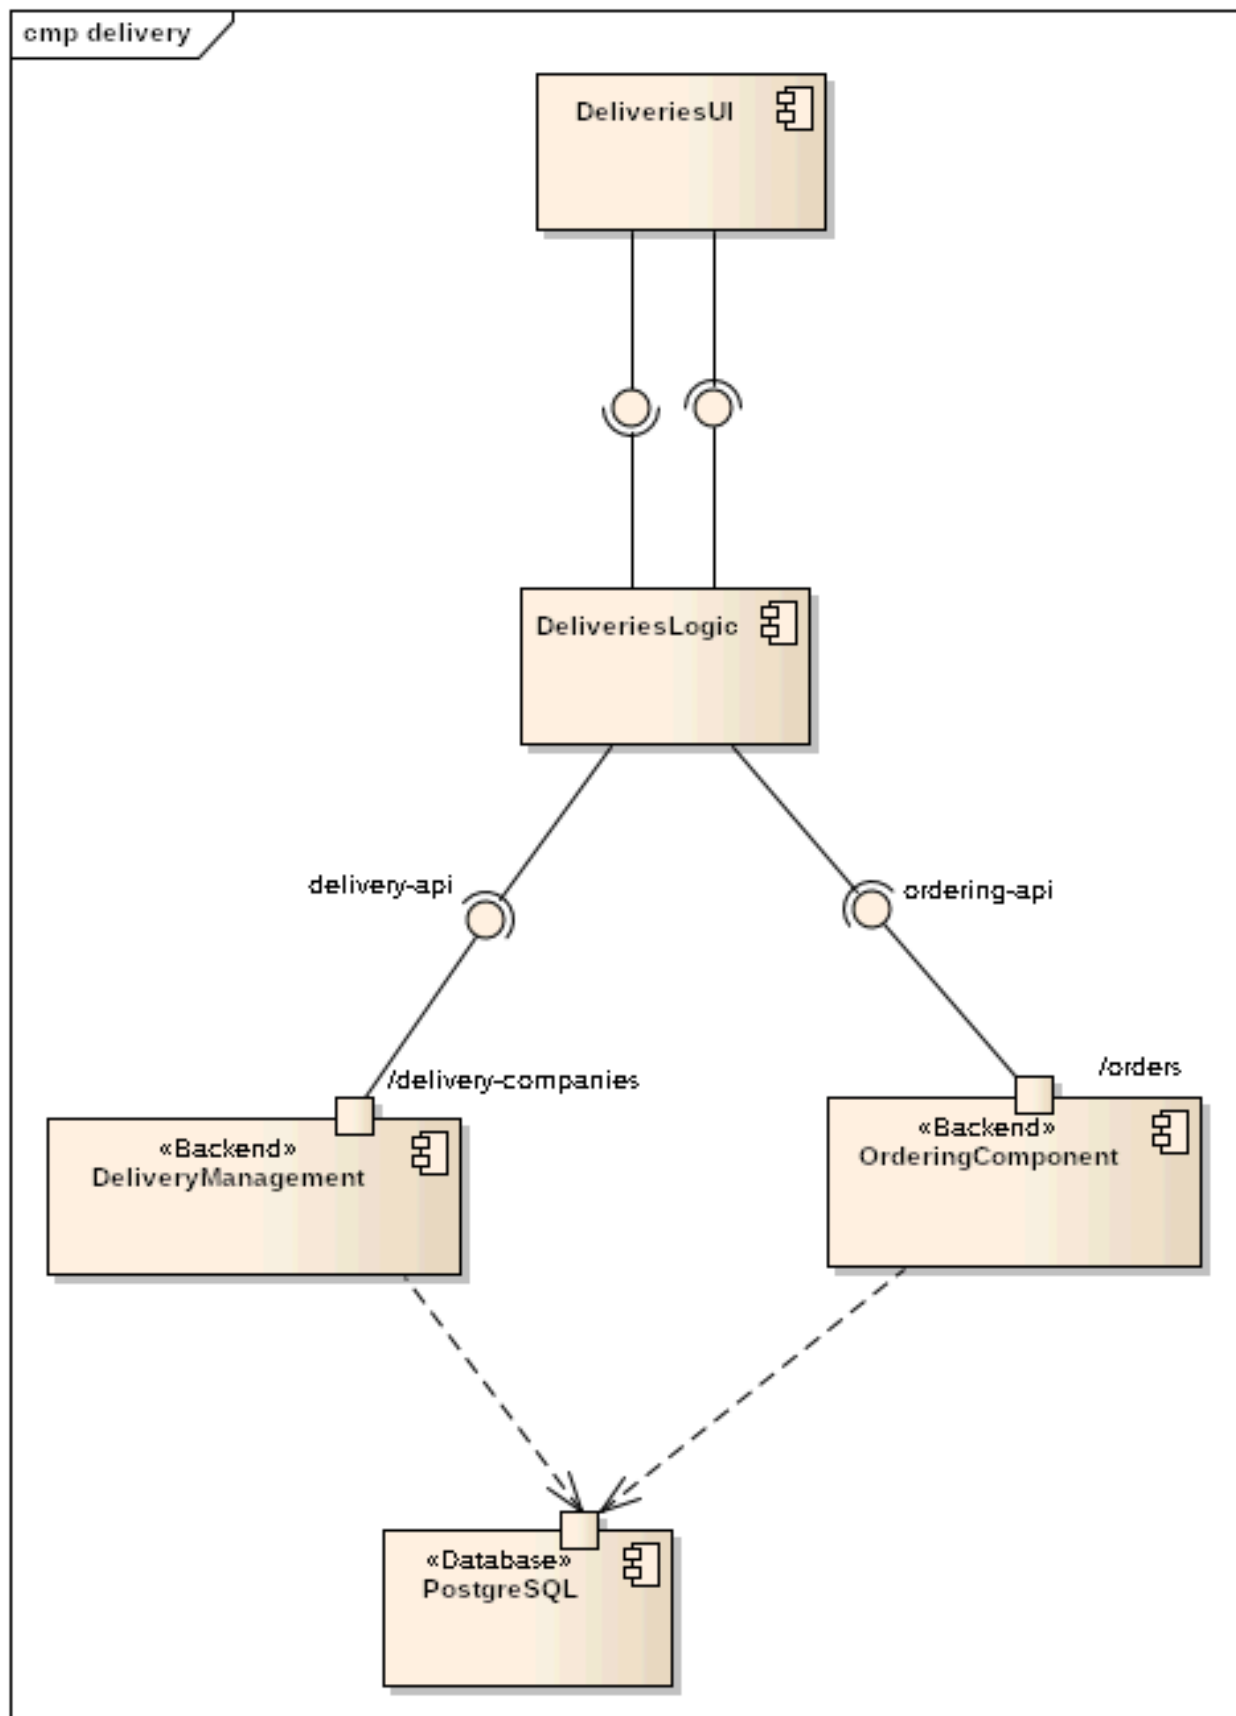 cmp delivery
DeliveriesUI
DeliveriesLogic
delivery-api
ordering-api
/delivery-companies
/orders
«Backend»
DeliveryManagement
«Backend»
OrderingComponent
«Database»
PostgreSQL